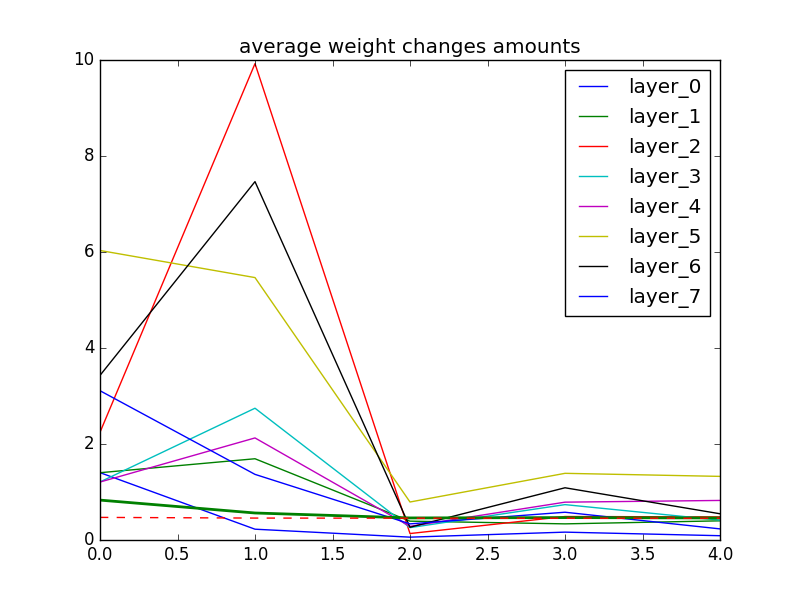 average weight changes amounts
10
8
6
4
2
0
layer_0
layer_1
layer_2
layer_3
layer_4
layer_5
layer_6
layer_7
0.0 0.5 1.0 1.5 2.0 2.5 3.0 3.5 4.0